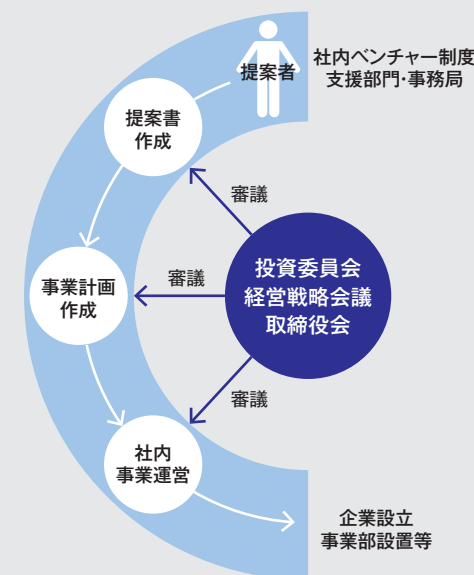 提案者
社内ベンチャー制度
支援部門・事務局
提案書
作成
審議
投資委員会
経営戦略会議
取締役会
審議
事業計画
作成
審議
社内
事業運営
企業設立
事業部設置等